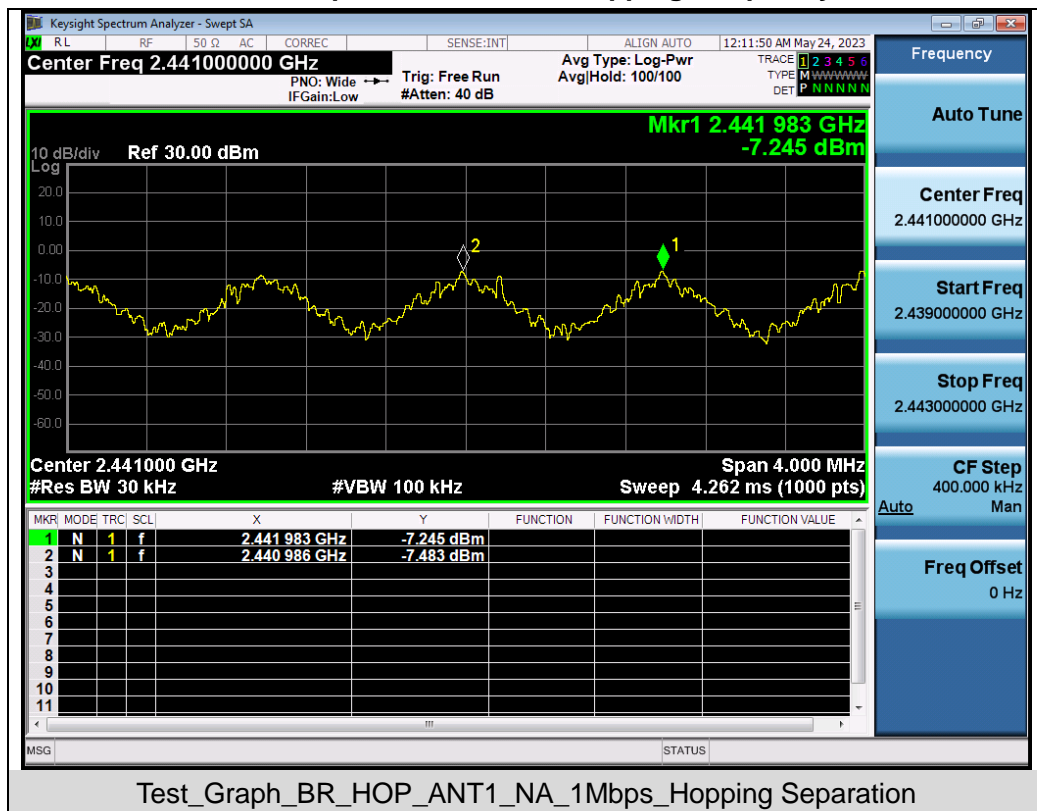 Keysight Spectrum Analyzer - Swept SA
LXI RL RF 50 Ω AC CORREC SENSE:INT ALIGN AUTO 12:11:50 AM May 24, 2023
Center Freq 2.441000000 GHz
PNO: Wide
IFGain:Low
Trig: Free Run
#Atten: 40 dB
Avg Type: Log-Pwr
Avg|Hold: 100/100
TRACE 1 2 3 4 5 6
TYPE M WWWWW
DET P N N N N N
Mkr1 2.441 983 GHz
-7.245 dBm
10 dB/div Ref 30.00 dBm
Log
20.0
10.0
0.00
-10.0
-20.0
-30.0
-40.0
-50.0
-60.0
2
1
Center 2.441000 GHz Span 4.000 MHz
#Res BW 30 kHz #VBW 100 kHz Sweep 4.262 ms (1000 pts)
MKR MODE TRC SCL X Y FUNCTION FUNCTION WIDTH FUNCTION VALUE
1 N 1 f 2.441 983 GHz -7.245 dBm
2 N 1 f 2.440 986 GHz -7.483 dBm
3
4
5
6
7
8
9
10
11
MSG STATUS
Frequency
Auto Tune
Center Freq
2.441000000 GHz
Start Freq
2.439000000 GHz
Stop Freq
2.443000000 GHz
CF Step
400.000 kHz
Auto Man
Freq Offset
0 Hz
Test_Graph_BR_HOP_ANT1_NA_1Mbps_Hopping Separation